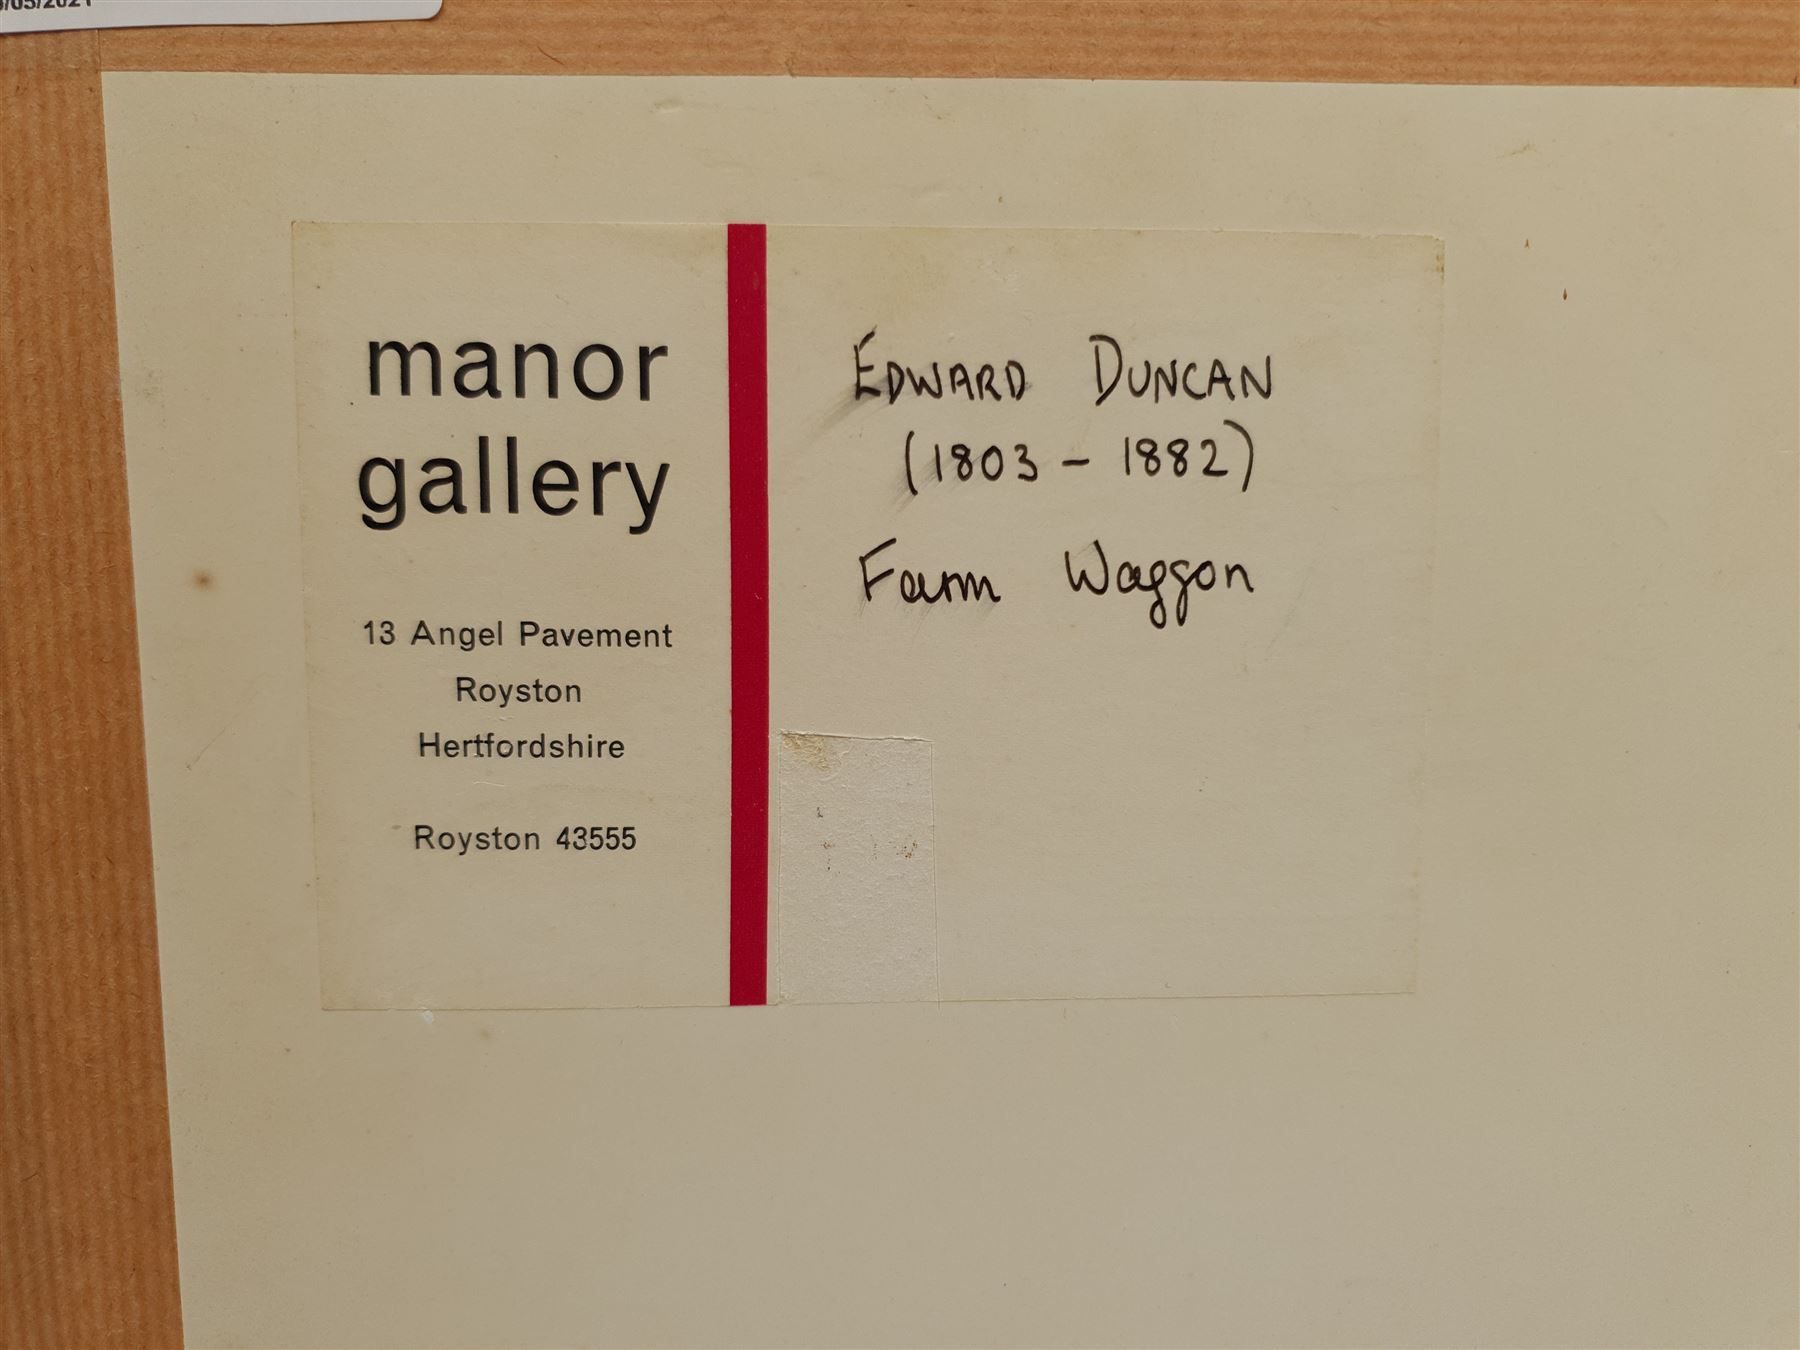 manor
gallery
13 Angel Pavement
Royston
Hertfordshire
Royston 43555
EDWARD DUNCAN
(1803 - 1882)
Farm Waggon